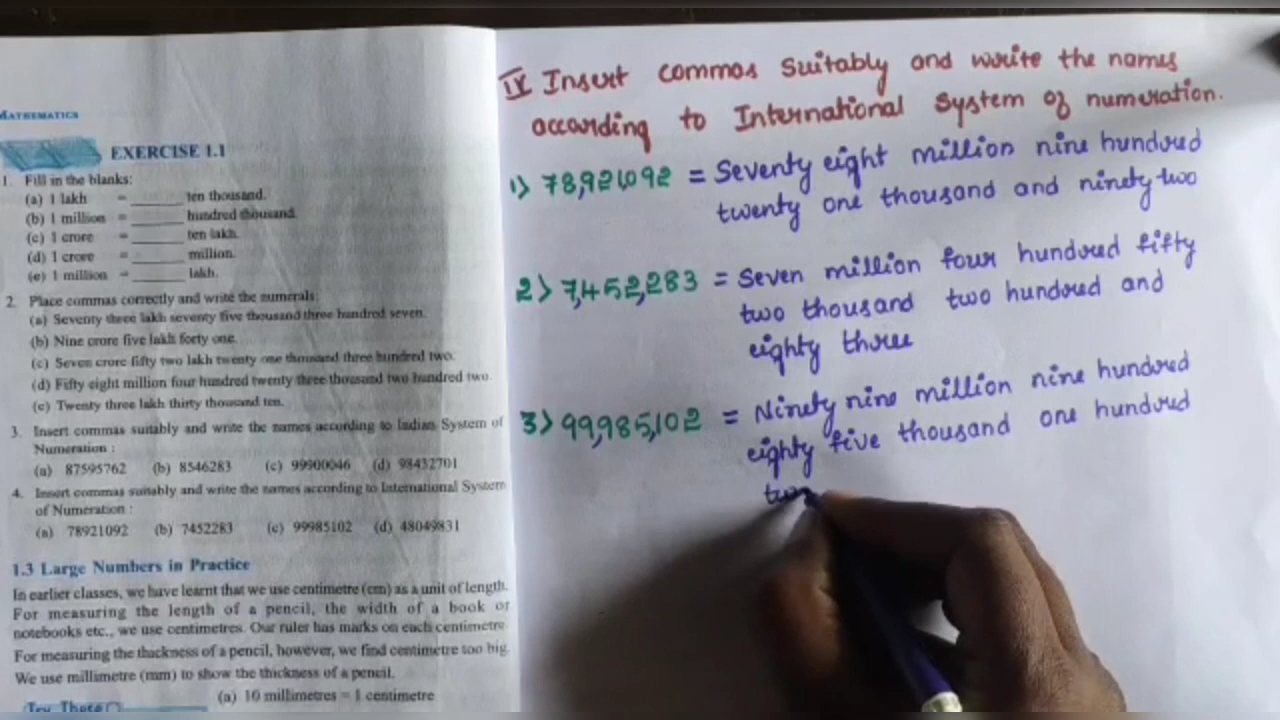 MATHEMATICS
EXERCISE 1.1
1. Fill in the blanks:
(a) 1 lakh = ______ ten thousand.
(b) 1 million = ______ hundred thousand.
(c) 1 crore = ______ ten lakh.
(d) 1 crore = ______ million.
(e) 1 million = ______ lakh.
2. Place commas correctly and write the numerals:
(a) Seventy three lakh seventy five thousand three hundred seven.
(b) Nine crore five lakh forty one.
(c) Seven crore fifty two lakh twenty one thousand three hundred two.
(d) Fifty eight million four hundred twenty three thousand two hundred two.
(e) Twenty three lakh thirty thousand ten.
3. Insert commas suitably and write the names according to Indian System of
Numeration :
(a) 87595762 (b) 8546283 (c) 99900046 (d) 98432701
4. Insert commas suitably and write the names according to International System
of Numeration :
(a) 78921092 (b) 7452283 (c) 99985102 (d) 48049831
1.3 Large Numbers in Practice
In earlier classes, we have learnt that we use centimetre (cm) as a unit of length.
For measuring the length of a pencil, the width of a book or
notebooks etc., we use centimetres. Our ruler has marks on each centimetre.
For measuring the thickness of a pencil, however, we find centimetre too big.
We use millimetre (mm) to show the thickness of a pencil.
Try These
(a) 10 millimetres = 1 centimetre
IV Insert commas Suitably and write the names
according to International System of numeration.
1) 78,921,092 = Seventy eight million nine hundred
twenty one thousand and ninety two
2) 7,452,283 = Seven million four hundred fifty
two thousand two hundred and
eighty three
3) 99,985,102 = Ninety nine million nine hundred
eighty five thousand one hundred
two